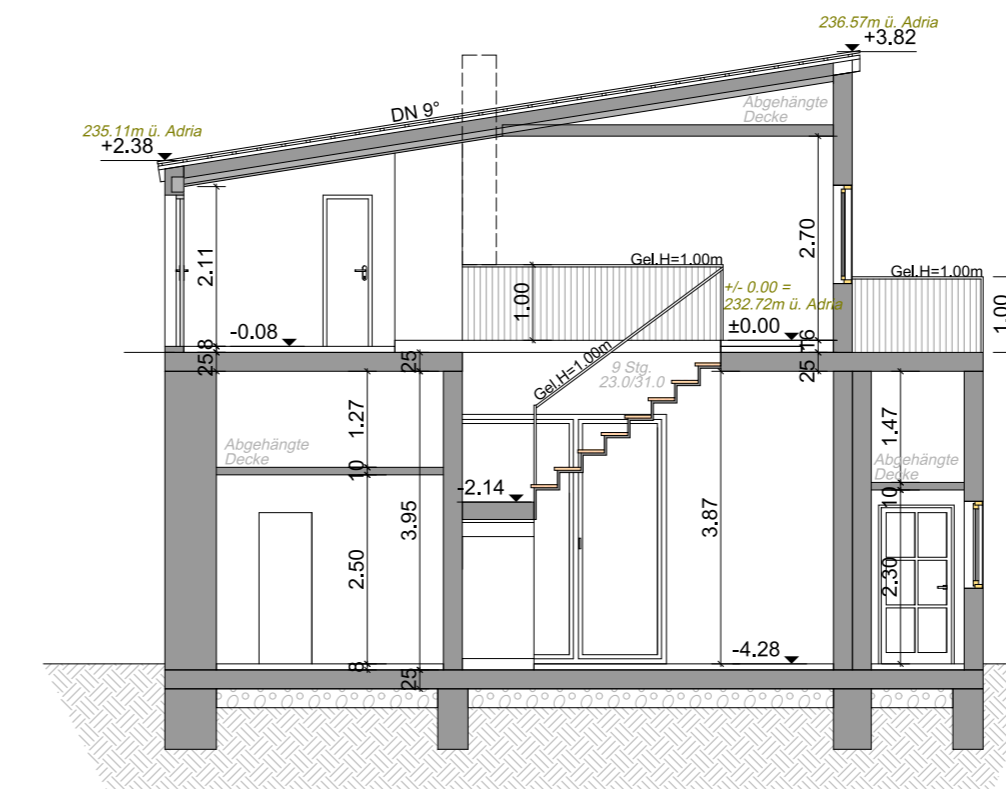 236.57m ü. Adria
+3.82
DN 9°
Abgehängte
Decke
235.11m ü. Adria
+2.38
2.11
2.70
Gel.H=1.00m
Gel.H=1.00m
+/- 0.00 =
232.72m ü. Adria
1.00
1.00
-0.08
±0.00
8
16
25
25
25
Gel.H=1.00m
9 Stg.
23.0/31.0
1.27
1.47
Abgehängte
Decke
Abgehängte
Decke
10
10
-2.14
3.95
3.87
2.50
2.30
-4.28
8
25